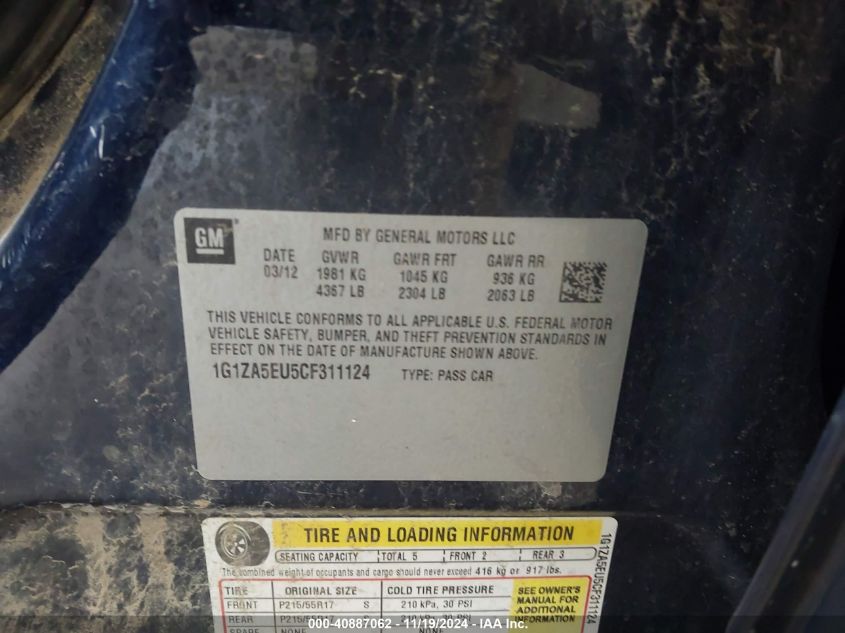 GM
MFD BY GENERAL MOTORS LLC
DATE GVWR GAWR FRT GAWR RR
03/12 1981 KG 1045 KG 936 KG
4367 LB 2304 LB 2063 LB
THIS VEHICLE CONFORMS TO ALL APPLICABLE U.S. FEDERAL MOTOR
VEHICLE SAFETY, BUMPER, AND THEFT PREVENTION STANDARDS IN
EFFECT ON THE DATE OF MANUFACTURE SHOWN ABOVE.
1G1ZA5EU5CF311124 TYPE: PASS CAR
TIRE AND LOADING INFORMATION
SEATING CAPACITY TOTAL 5 FRONT 2 REAR 3
The combined weight of occupants and cargo should never exceed 416 kg or 917 lbs.
TIRE ORIGINAL SIZE COLD TIRE PRESSURE
FRONT P215/55R17 S 210 kPa, 30 PSI
REAR
SPARE NONE NONE
SEE OWNER'S
MANUAL FOR
ADDITIONAL
INFORMATION
1G1ZA5EU5CF311124
000-40887062 - 11/19/2024 - IAA, Inc.